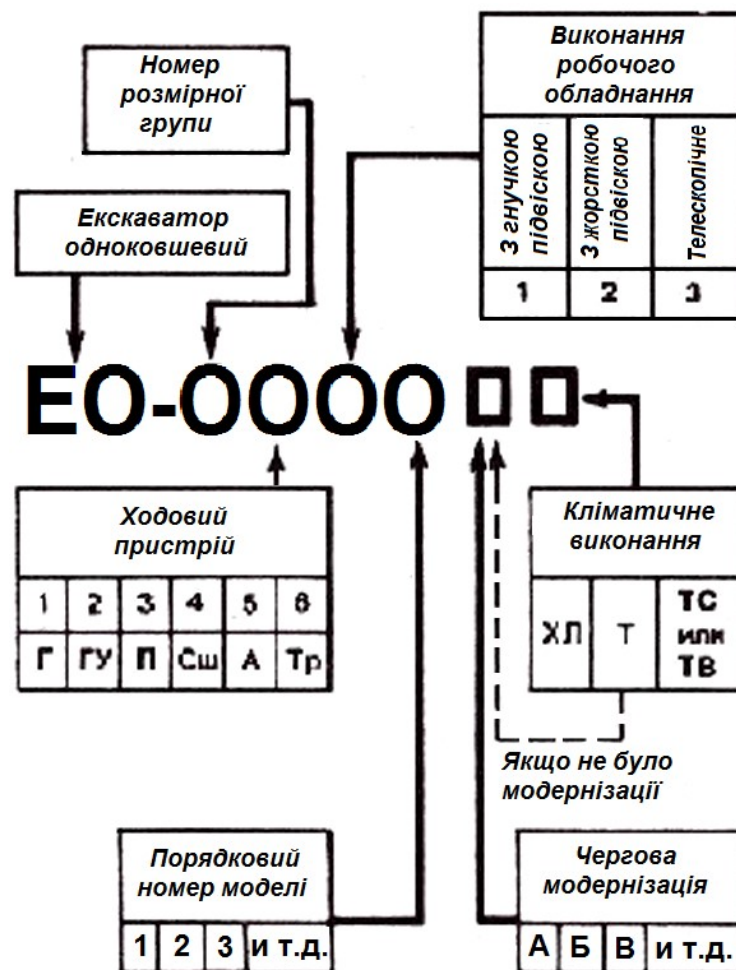 Номер
розмірної
групи
Виконання
робочого
обладнання
З гнучкою
підвіскою
З жорсткою
підвіскою
Телескопічне
1 2 3
Екскаватор
одноковшевий
ЕО-ОООО
Ходовий
пристрій
1 2 3 4 5 6
Г ГУ П Сш А Тр
Кліматичне
виконання
ХЛ Т ТС
или
ТВ
Якщо не було
модернізації
Порядковий
номер моделі
1 2 3 и т.д.
Чергова
модернізація
А Б В и т.д.